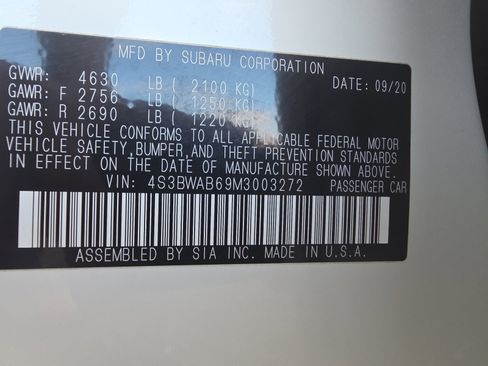 MFD BY SUBARU CORPORATION
GVWR: 4630 LB ( 2100 KG) DATE: 09/20
GAWR: F 2756 LB ( 1250 KG)
GAWR: R 2690 LB ( 1220 KG)
THIS VEHICLE CONFORMS TO ALL APPLICABLE FEDERAL MOTOR
VEHICLE SAFETY, BUMPER, AND THEFT PREVENTION STANDARDS
IN EFFECT ON THE DATE OF MANUFACTURE SHOWN ABOVE.
VIN: 4S3BWAB69M3003272 PASSENGER CAR
ASSEMBLED BY SIA INC. MADE IN U.S.A.